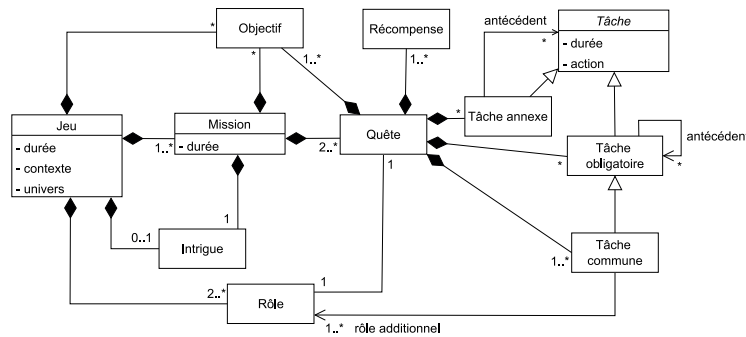 Objectif
Récompense
antécédent
Tâche
- durée
- action
*
*
1..*
1..*
*
Jeu
- durée
- contexte
- univers
Mission
- durée
Quête
Tâche annexe
*
Tâche
obligatoire
antécédent
*
*
1..*
2..*
1
1
0..1
Intrigue
1..*
Tâche
commune
2..*
Rôle
1
1..* rôle additionnel